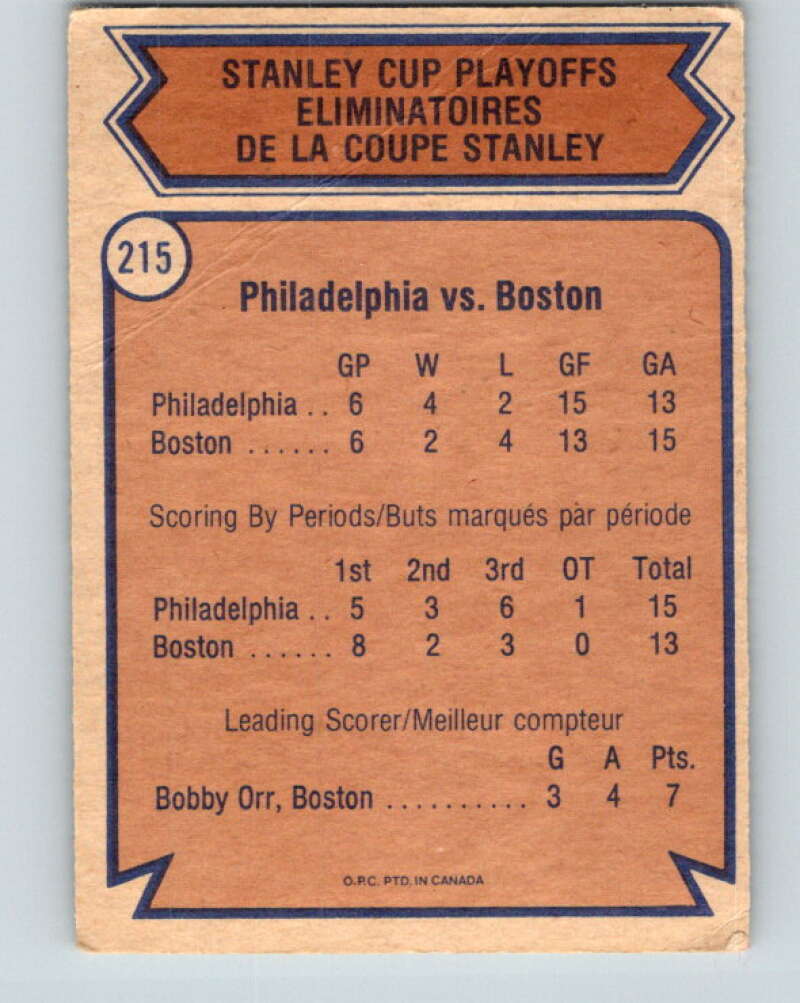 STANLEY CUP PLAYOFFS
ELIMINATOIRES
DE LA COUPE STANLEY
215
Philadelphia vs. Boston
GP W L GF GA
Philadelphia .. 6 4 2 15 13
Boston ...... 6 2 4 13 15
Scoring By Periods/Buts marqués par période
1st 2nd 3rd OT Total
Philadelphia .. 5 3 6 1 15
Boston ...... 8 2 3 0 13
Leading Scorer/Meilleur compteur
G A Pts.
Bobby Orr, Boston .......... 3 4 7
O.P.C. PTD. IN CANADA